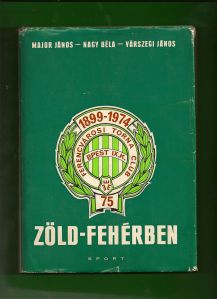 MAJOR JÁNOS – NAGY BÉLA – VÁRSZEGI JÁNOS
1899-1974
FERENCVÁROSI TORNA CLUB
BPEST IX.K.
75
ZÖLD-FEHÉRBEN
SPORT